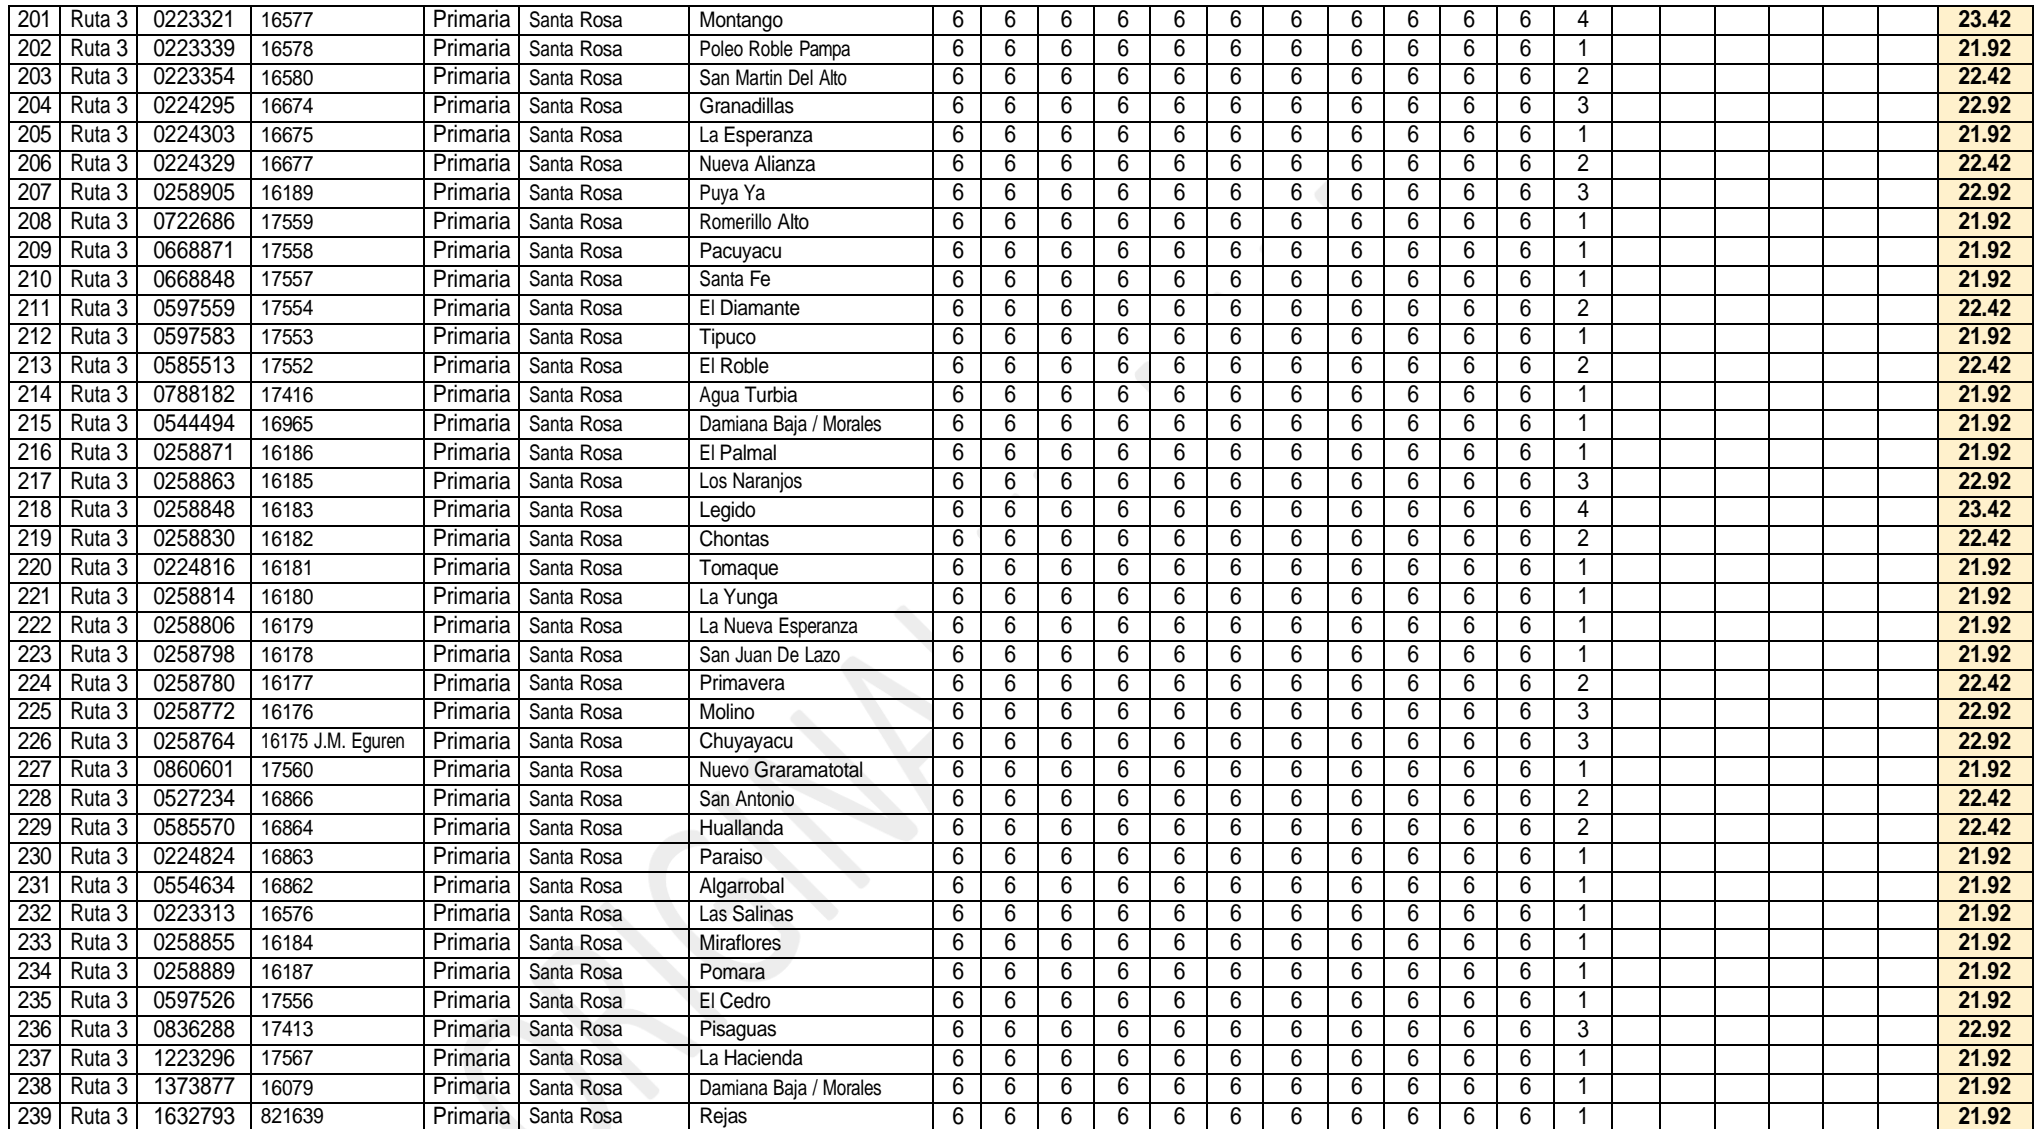 201 Ruta 3 0223321 16577 Primaria Santa Rosa Montango 6 6 6 6 6 6 6 6 6 6 6 4 23.42
202 Ruta 3 0223339 16578 Primaria Santa Rosa Poleo Roble Pampa 6 6 6 6 6 6 6 6 6 6 6 1 21.92
203 Ruta 3 0223354 16580 Primaria Santa Rosa San Martin Del Alto 6 6 6 6 6 6 6 6 6 6 6 2 22.42
204 Ruta 3 0224295 16674 Primaria Santa Rosa Granadillas 6 6 6 6 6 6 6 6 6 6 6 3 22.92
205 Ruta 3 0224303 16675 Primaria Santa Rosa La Esperanza 6 6 6 6 6 6 6 6 6 6 6 1 21.92
206 Ruta 3 0224329 16677 Primaria Santa Rosa Nueva Alianza 6 6 6 6 6 6 6 6 6 6 6 2 22.42
207 Ruta 3 0258905 16189 Primaria Santa Rosa Puya Ya 6 6 6 6 6 6 6 6 6 6 6 3 22.92
208 Ruta 3 0722686 17559 Primaria Santa Rosa Romerillo Alto 6 6 6 6 6 6 6 6 6 6 6 1 21.92
209 Ruta 3 0668871 17558 Primaria Santa Rosa Pacuyacu 6 6 6 6 6 6 6 6 6 6 6 1 21.92
210 Ruta 3 0668848 17557 Primaria Santa Rosa Santa Fe 6 6 6 6 6 6 6 6 6 6 6 1 21.92
211 Ruta 3 0597559 17554 Primaria Santa Rosa El Diamante 6 6 6 6 6 6 6 6 6 6 6 2 22.42
212 Ruta 3 0597583 17553 Primaria Santa Rosa Tipuco 6 6 6 6 6 6 6 6 6 6 6 1 21.92
213 Ruta 3 0585513 17552 Primaria Santa Rosa El Roble 6 6 6 6 6 6 6 6 6 6 6 2 22.42
214 Ruta 3 0788182 17416 Primaria Santa Rosa Agua Turbia 6 6 6 6 6 6 6 6 6 6 6 1 21.92
215 Ruta 3 0544494 16965 Primaria Santa Rosa Damiana Baja / Morales 6 6 6 6 6 6 6 6 6 6 6 1 21.92
216 Ruta 3 0258871 16186 Primaria Santa Rosa El Palmal 6 6 6 6 6 6 6 6 6 6 6 1 21.92
217 Ruta 3 0258863 16185 Primaria Santa Rosa Los Naranjos 6 6 6 6 6 6 6 6 6 6 6 3 22.92
218 Ruta 3 0258848 16183 Primaria Santa Rosa Legido 6 6 6 6 6 6 6 6 6 6 6 4 23.42
219 Ruta 3 0258830 16182 Primaria Santa Rosa Chontas 6 6 6 6 6 6 6 6 6 6 6 2 22.42
220 Ruta 3 0224816 16181 Primaria Santa Rosa Tomaque 6 6 6 6 6 6 6 6 6 6 6 1 21.92
221 Ruta 3 0258814 16180 Primaria Santa Rosa La Yunga 6 6 6 6 6 6 6 6 6 6 6 1 21.92
222 Ruta 3 0258806 16179 Primaria Santa Rosa La Nueva Esperanza 6 6 6 6 6 6 6 6 6 6 6 1 21.92
223 Ruta 3 0258798 16178 Primaria Santa Rosa San Juan De Lazo 6 6 6 6 6 6 6 6 6 6 6 1 21.92
224 Ruta 3 0258780 16177 Primaria Santa Rosa Primavera 6 6 6 6 6 6 6 6 6 6 6 2 22.42
225 Ruta 3 0258772 16176 Primaria Santa Rosa Molino 6 6 6 6 6 6 6 6 6 6 6 3 22.92
226 Ruta 3 0258764 16175 J.M. Eguren Primaria Santa Rosa Chuyayacu 6 6 6 6 6 6 6 6 6 6 6 3 22.92
227 Ruta 3 0860601 17560 Primaria Santa Rosa Nuevo Graramatotal 6 6 6 6 6 6 6 6 6 6 6 1 21.92
228 Ruta 3 0527234 16866 Primaria Santa Rosa San Antonio 6 6 6 6 6 6 6 6 6 6 6 2 22.42
229 Ruta 3 0585570 16864 Primaria Santa Rosa Huallanda 6 6 6 6 6 6 6 6 6 6 6 2 22.42
230 Ruta 3 0224824 16863 Primaria Santa Rosa Paraiso 6 6 6 6 6 6 6 6 6 6 6 1 21.92
231 Ruta 3 0554634 16862 Primaria Santa Rosa Algarrobal 6 6 6 6 6 6 6 6 6 6 6 1 21.92
232 Ruta 3 0223313 16576 Primaria Santa Rosa Las Salinas 6 6 6 6 6 6 6 6 6 6 6 1 21.92
233 Ruta 3 0258855 16184 Primaria Santa Rosa Miraflores 6 6 6 6 6 6 6 6 6 6 6 1 21.92
234 Ruta 3 0258889 16187 Primaria Santa Rosa Pomara 6 6 6 6 6 6 6 6 6 6 6 1 21.92
235 Ruta 3 0597526 17556 Primaria Santa Rosa El Cedro 6 6 6 6 6 6 6 6 6 6 6 1 21.92
236 Ruta 3 0836288 17413 Primaria Santa Rosa Pisaguas 6 6 6 6 6 6 6 6 6 6 6 3 22.92
237 Ruta 3 1223296 17567 Primaria Santa Rosa La Hacienda 6 6 6 6 6 6 6 6 6 6 6 1 21.92
238 Ruta 3 1373877 16079 Primaria Santa Rosa Damiana Baja / Morales 6 6 6 6 6 6 6 6 6 6 6 1 21.92
239 Ruta 3 1632793 821639 Primaria Santa Rosa Rejas 6 6 6 6 6 6 6 6 6 6 6 1 21.92
ORIGINAL